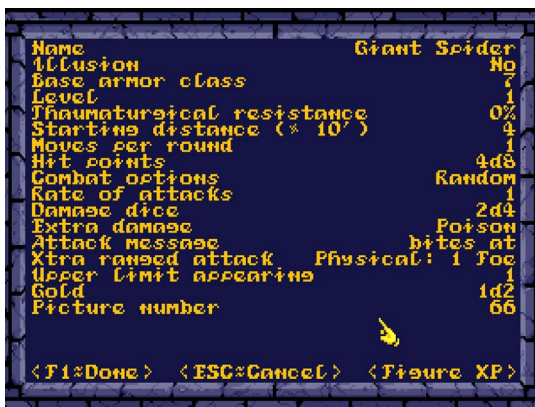 Name Giant Spider
Illusion No
Base armor class 7
Level 1
Thaumaturgical resistance 0%
Starting distance (* 10') 4
Moves per round 1
Hit points 4d8
Combat options Random
Rate of attacks 1
Damage dice 2d4
Extra damage Poison
Attack message bites at
Xtra ranged attack Physical: 1 Foe
Upper limit appearing 1
Gold 1d2
Picture number 66
<F1=Done> <ESC=Cancel> <Figure XP>